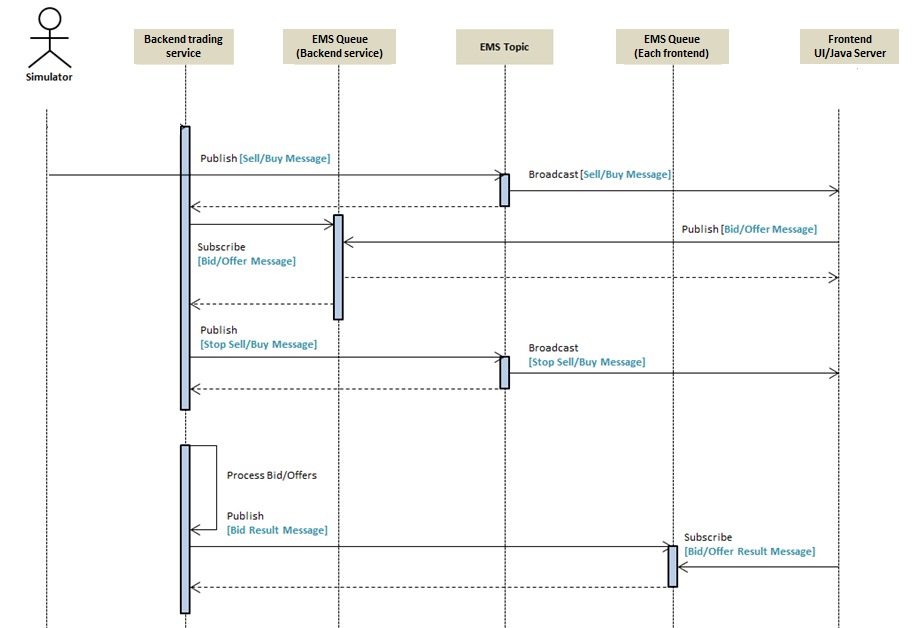 Simulator
Backend trading
service
EMS Queue
(Backend service)
EMS Topic
EMS Queue
(Each frontend)
Frontend
UI/Java Server
Publish [Sell/Buy Message]
Broadcast [Sell/Buy Message]
Publish [Bid/Offer Message]
Subscribe
[Bid/Offer Message]
Publish
[Stop Sell/Buy Message]
Broadcast
[Stop Sell/Buy Message]
Process Bid/Offers
Publish
[Bid Result Message]
Subscribe
[Bid/Offer Result Message]